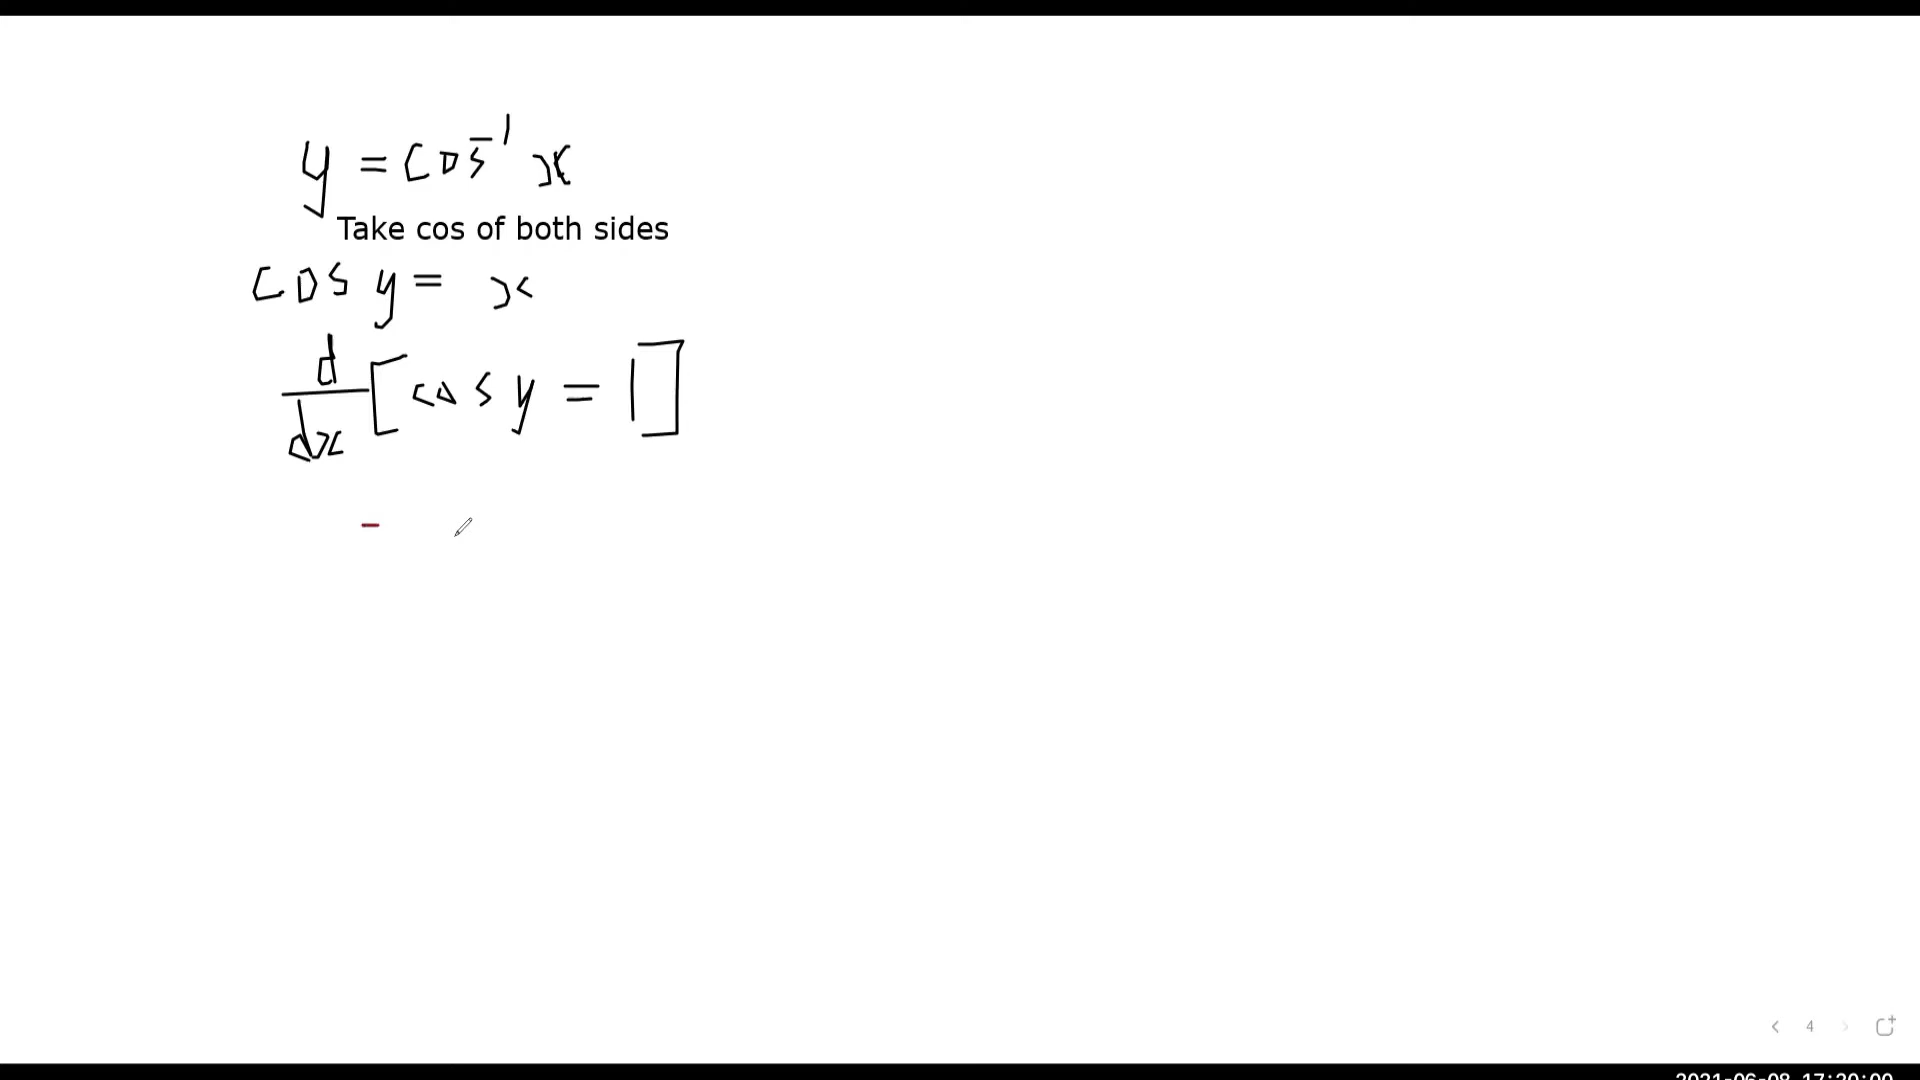 y = cos⁻¹ x
Take cos of both sides
cos y = x
d/dx [cos y = 1]
-
4